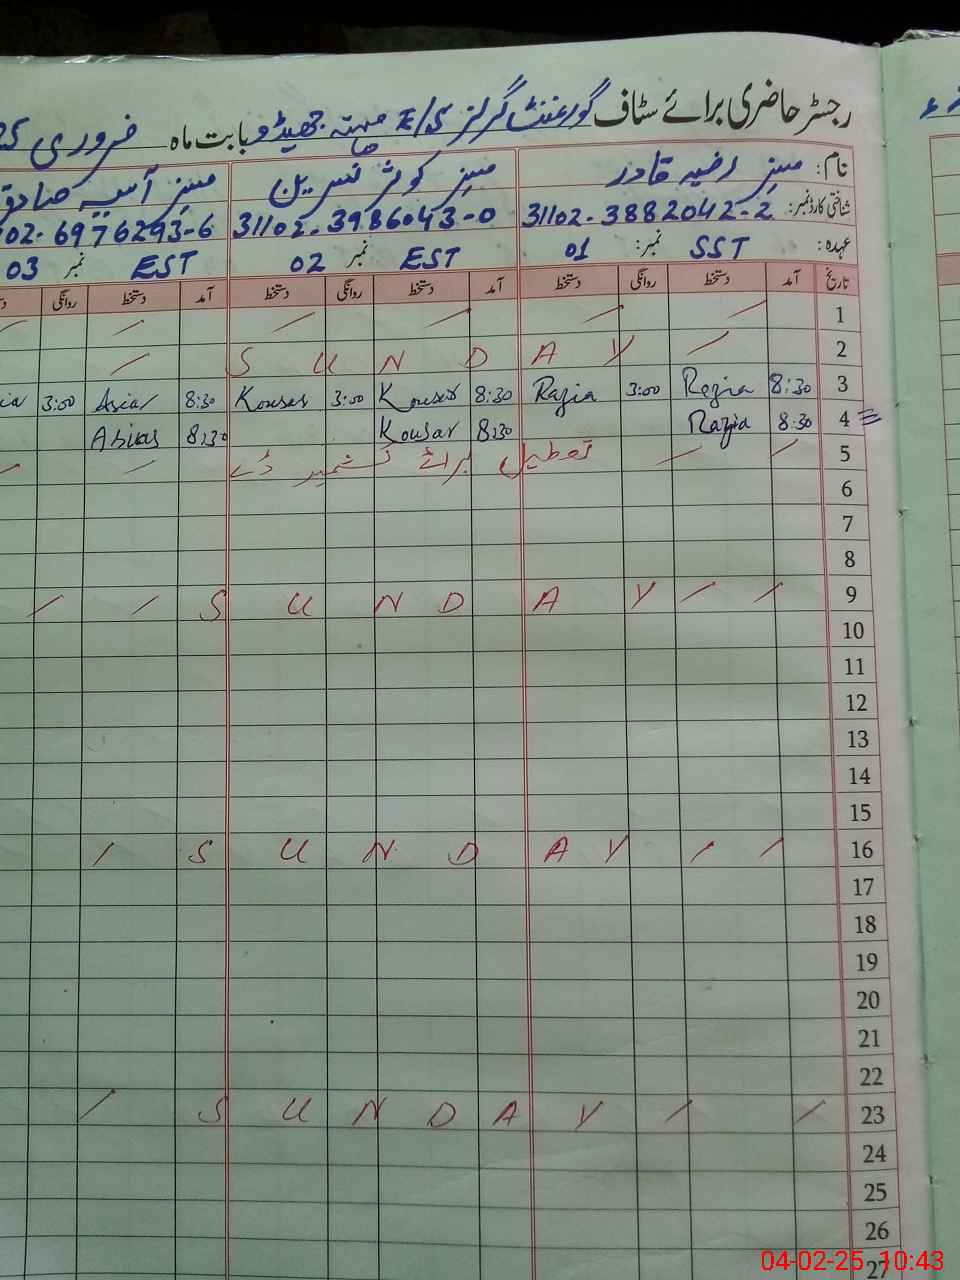 رجسٹر حاضری برائے سٹاف گورنمنٹ گرلز E/S مہتہ جھیڈو بابت ماہ فروری
نام: مسز رضیہ قادر مسز کوثر نسرین مسز آسیہ صادق
شناختی کارڈ نمبر: 31102-3882042-2 31102-3986043-0 02-6976293-6
عہدہ: SST نمبر: 01 EST نمبر 02 EST نمبر 03
تاریخ آمد دستخط روانگی دستخط آمد دستخط روانگی دستخط آمد دستخط روانگی
1
2 S U N D A Y
3 8:30 Razia 3:00 Razia 8:30 Kousar 3:00 Kousar 8:30 Asia 3:00
4 8:30 Razia 8:30 Kousar 8:30
5 تعطیل برائے کشمیر ڈے
6
7
8
9 S U N D A Y
10
11
12
13
14
15
16 S U N D A Y
17
18
19
20
21
22
23 S U N D A Y
24
25
26
27
04-02-25 10:43